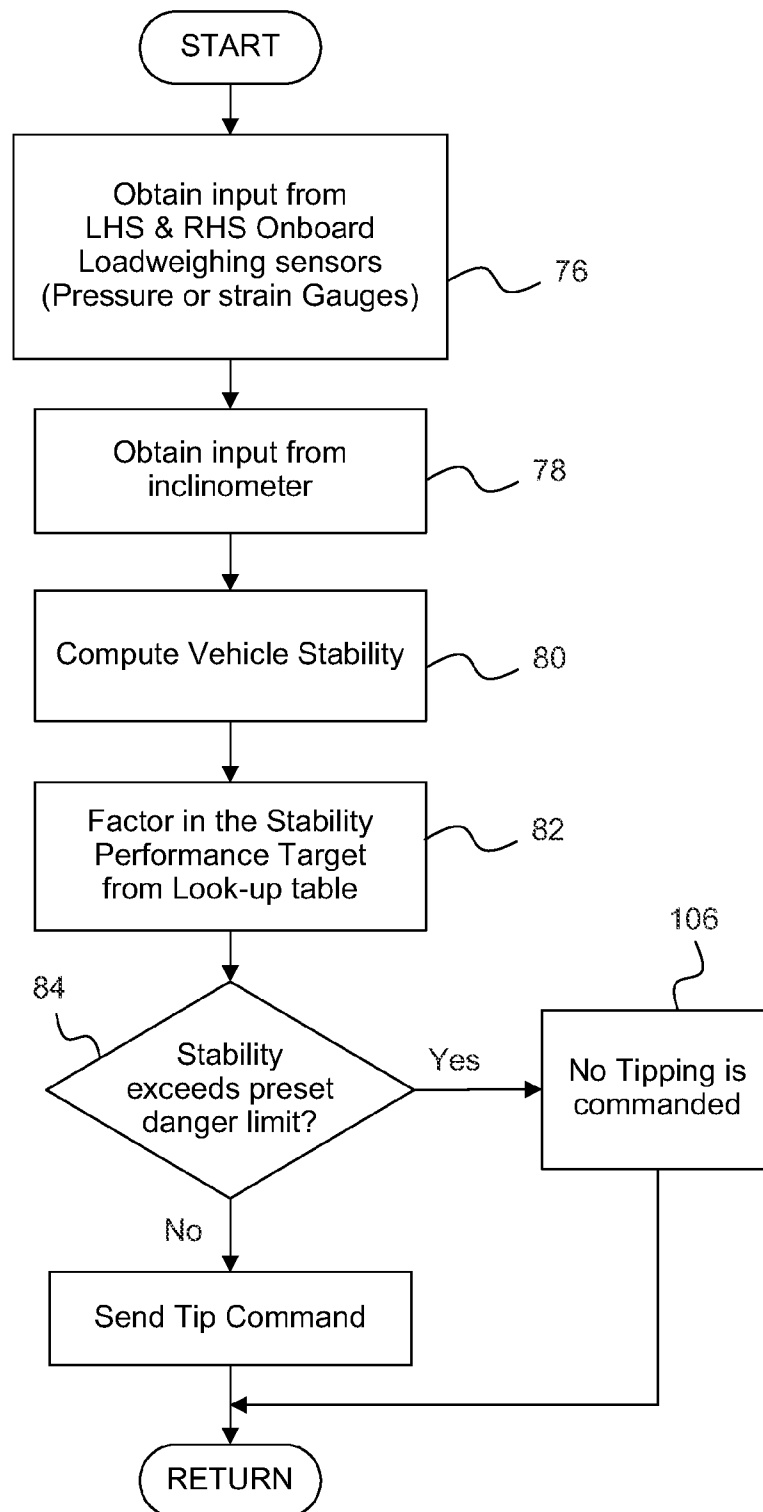 START
Obtain input from
LHS & RHS Onboard
Loadweighing sensors
(Pressure or strain Gauges)
76
Obtain input from
inclinometer
78
Compute Vehicle Stability
80
Factor in the Stability
Performance Target
from Look-up table
82
84
Stability
exceeds preset
danger limit?
Yes
106
No Tipping is
commanded
No
Send Tip Command
RETURN